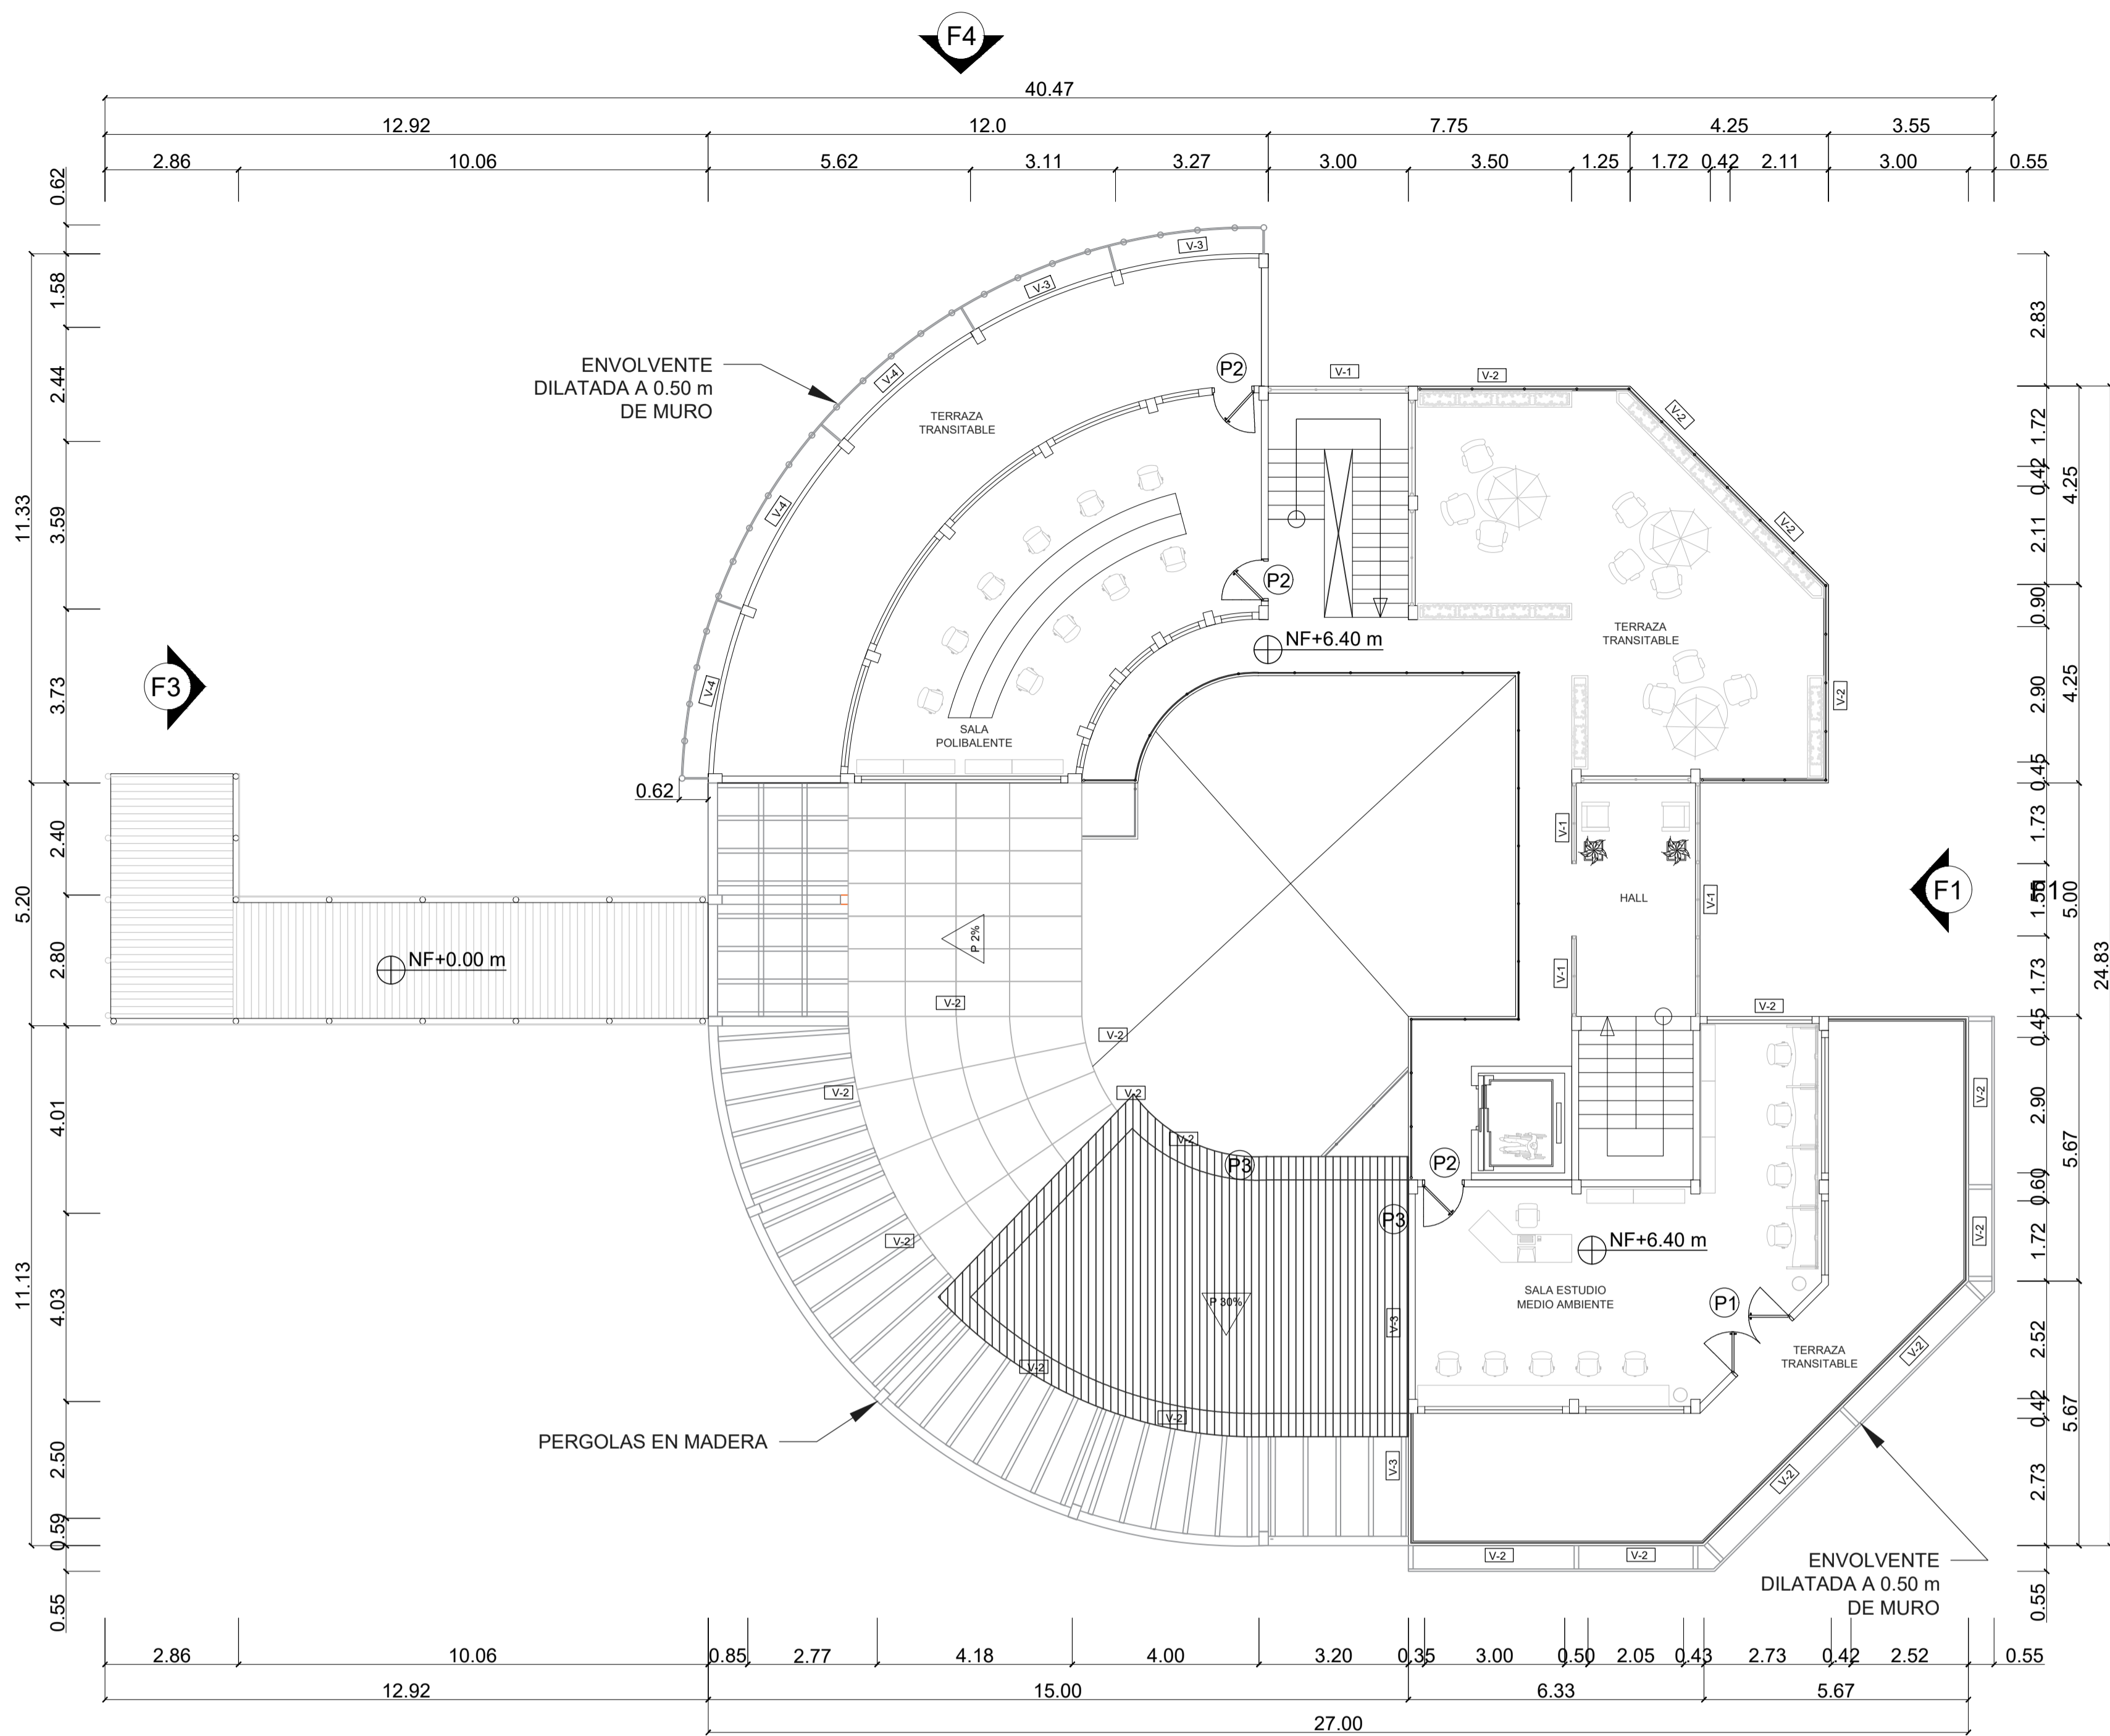 F4
40.47
12.92
12.0
7.75
4.25
3.55
2.86
10.06
5.62
3.11
3.27
3.00
3.50
1.25
1.72
0.42
2.11
3.00
0.55
0.62
1.58
2.44
3.59
3.73
11.33
2.40
2.80
5.20
4.01
4.03
2.50
0.59
0.55
11.13
F3
ENVOLVENTE
DILATADA A 0.50 m
DE MURO
V-3
V-3
V-4
V-4
V-4
TERRAZA
TRANSITABLE
P2
P2
V-1
V-2
V-2
V-2
V-2
TERRAZA
TRANSITABLE
NF+6.40 m
SALA
POLIBALENTE
0.62
NF+0.00 m
P 2%
V-2
V-2
V-2
V-2
V-2
V-2
V-2
V-2
V-1
V-1
V-1
HALL
F1
V-2
V-2
V-2
V-2
V-2
V-2
V-2
P3
P3
P2
P1
V-3
V-3
P 30%
NF+6.40 m
SALA ESTUDIO
MEDIO AMBIENTE
TERRAZA
TRANSITABLE
PERGOLAS EN MADERA
ENVOLVENTE
DILATADA A 0.50 m
DE MURO
2.83
1.72
0.42
2.11
4.25
0.90
2.90
0.45
4.25
1.73
1.73
5.00
24.83
0.45
2.90
0.60
1.72
5.67
2.52
0.42
2.73
5.67
0.55
2.86
10.06
0.85
2.77
4.18
4.00
3.20
0.35
3.00
0.50
2.05
0.43
2.73
0.42
2.52
0.55
12.92
15.00
6.33
5.67
27.00